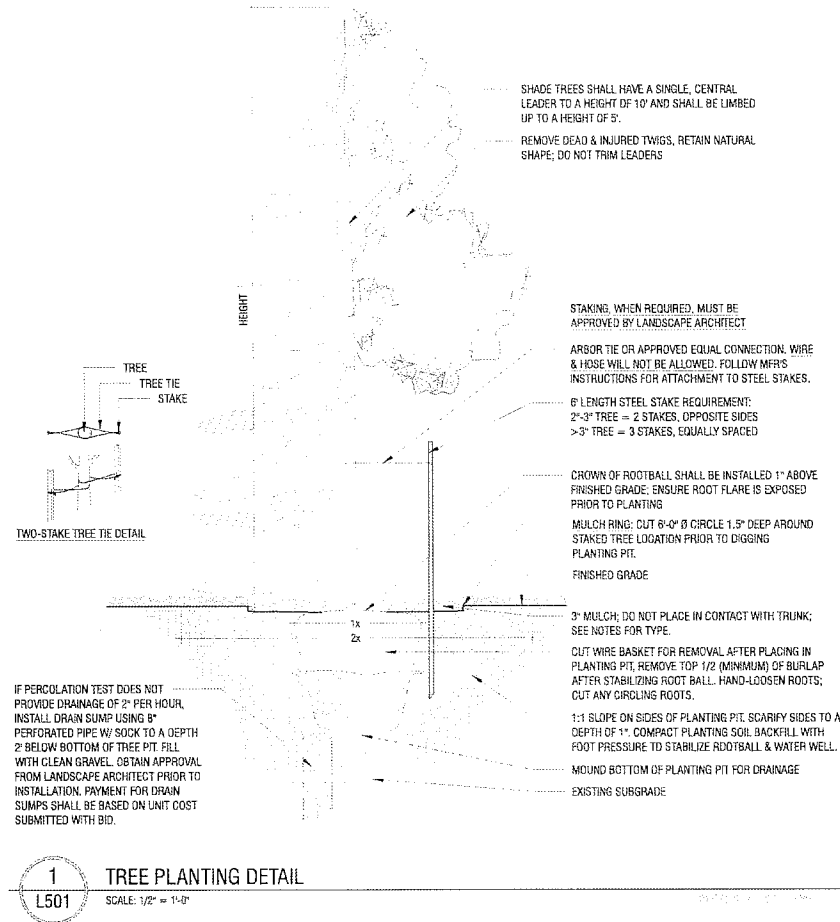 SHADE TREES SHALL HAVE A SINGLE, CENTRAL
LEADER TO A HEIGHT OF 10' AND SHALL BE LIMBED
UP TO A HEIGHT OF 5'.
REMOVE DEAD & INJURED TWIGS, RETAIN NATURAL
SHAPE; DO NOT TRIM LEADERS
HEIGHT
STAKING, WHEN REQUIRED, MUST BE
APPROVED BY LANDSCAPE ARCHITECT
ARBOR TIE OR APPROVED EQUAL CONNECTION. WIRE
& HOSE WILL NOT BE ALLOWED. FOLLOW MFR'S
INSTRUCTIONS FOR ATTACHMENT TO STEEL STAKES.
6' LENGTH STEEL STAKE REQUIREMENT:
2"-3" TREE = 2 STAKES, OPPOSITE SIDES
>3" TREE = 3 STAKES, EQUALLY SPACED
TREE
TREE TIE
STAKE
TWO-STAKE TREE TIE DETAIL
CROWN OF ROOTBALL SHALL BE INSTALLED 1" ABOVE
FINISHED GRADE; ENSURE ROOT FLARE IS EXPOSED
PRIOR TO PLANTING
MULCH RING: CUT 6'-0" Ø CIRCLE 1.5" DEEP AROUND
STAKED TREE LOCATION PRIOR TO DIGGING
PLANTING PIT.
FINISHED GRADE
1x
2x
3" MULCH; DO NOT PLACE IN CONTACT WITH TRUNK;
SEE NOTES FOR TYPE.
CUT WIRE BASKET FOR REMOVAL AFTER PLACING IN
PLANTING PIT, REMOVE TOP 1/2 (MINIMUM) OF BURLAP
AFTER STABILIZING ROOT BALL. HAND-LOOSEN ROOTS;
CUT ANY CIRCLING ROOTS.
1:1 SLOPE ON SIDES OF PLANTING PIT. SCARIFY SIDES TO A
DEPTH OF 1". COMPACT PLANTING SOIL BACKFILL WITH
FOOT PRESSURE TO STABILIZE ROOTBALL & WATER WELL.
MOUND BOTTOM OF PLANTING PIT FOR DRAINAGE
EXISTING SUBGRADE
IF PERCOLATION TEST DOES NOT
PROVIDE DRAINAGE OF 2" PER HOUR,
INSTALL DRAIN SUMP USING 8"
PERFORATED PIPE W/ SOCK TO A DEPTH
2' BELOW BOTTOM OF TREE PIT. FILL
WITH CLEAN GRAVEL. OBTAIN APPROVAL
FROM LANDSCAPE ARCHITECT PRIOR TO
INSTALLATION. PAYMENT FOR DRAIN
SUMPS SHALL BE BASED ON UNIT COST
SUBMITTED WITH BID.
1
L501
TREE PLANTING DETAIL
SCALE: 1/2" = 1'-0"